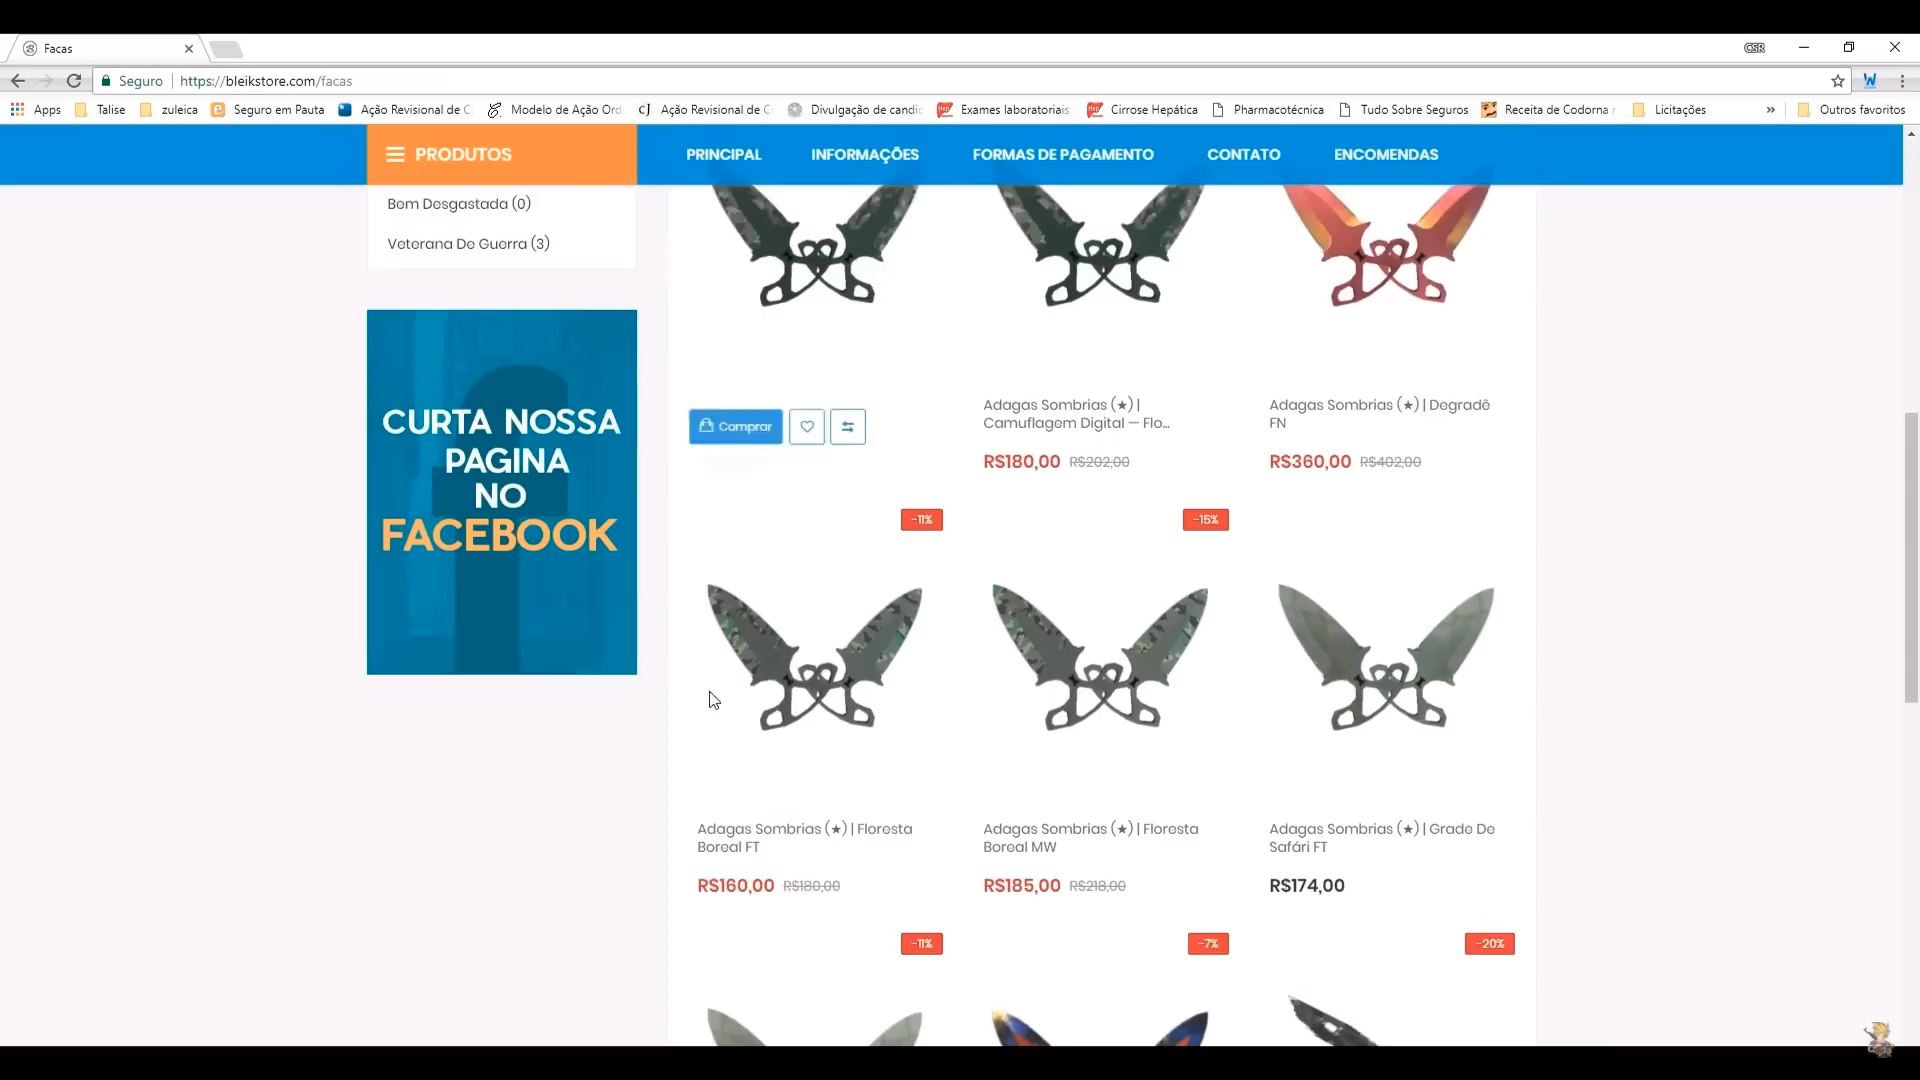 Facas
CSR
Seguro
https://bleikstore.com/facas
Apps
Talise
zuleica
Seguro em Pauta
Ação Revisional de C
Modelo de Ação Ord
Ação Revisional de C
Divulgação de candic
Exames laboratoriais
Cirrose Hepática
Pharmacotécnica
Tudo Sobre Seguros
Receita de Codorna
Licitações
»
Outros favoritos
PRODUTOS
PRINCIPAL
INFORMAÇÕES
FORMAS DE PAGAMENTO
CONTATO
ENCOMENDAS
Bem Desgastada (0)
Veterana De Guerra (3)
CURTA NOSSA
PAGINA
NO
FACEBOOK
Comprar
Adagas Sombrias (★) |
Camuflagem Digital — Flo...
R$180,00 R$202,00
Adagas Sombrias (★) | Degradê
FN
R$360,00 R$402,00
-11%
-15%
Adagas Sombrias (★) | Floresta
Boreal FT
R$160,00 R$180,00
Adagas Sombrias (★) | Floresta
Boreal MW
R$185,00 R$218,00
Adagas Sombrias (★) | Grade De
Safári FT
R$174,00
-11%
-7%
-20%